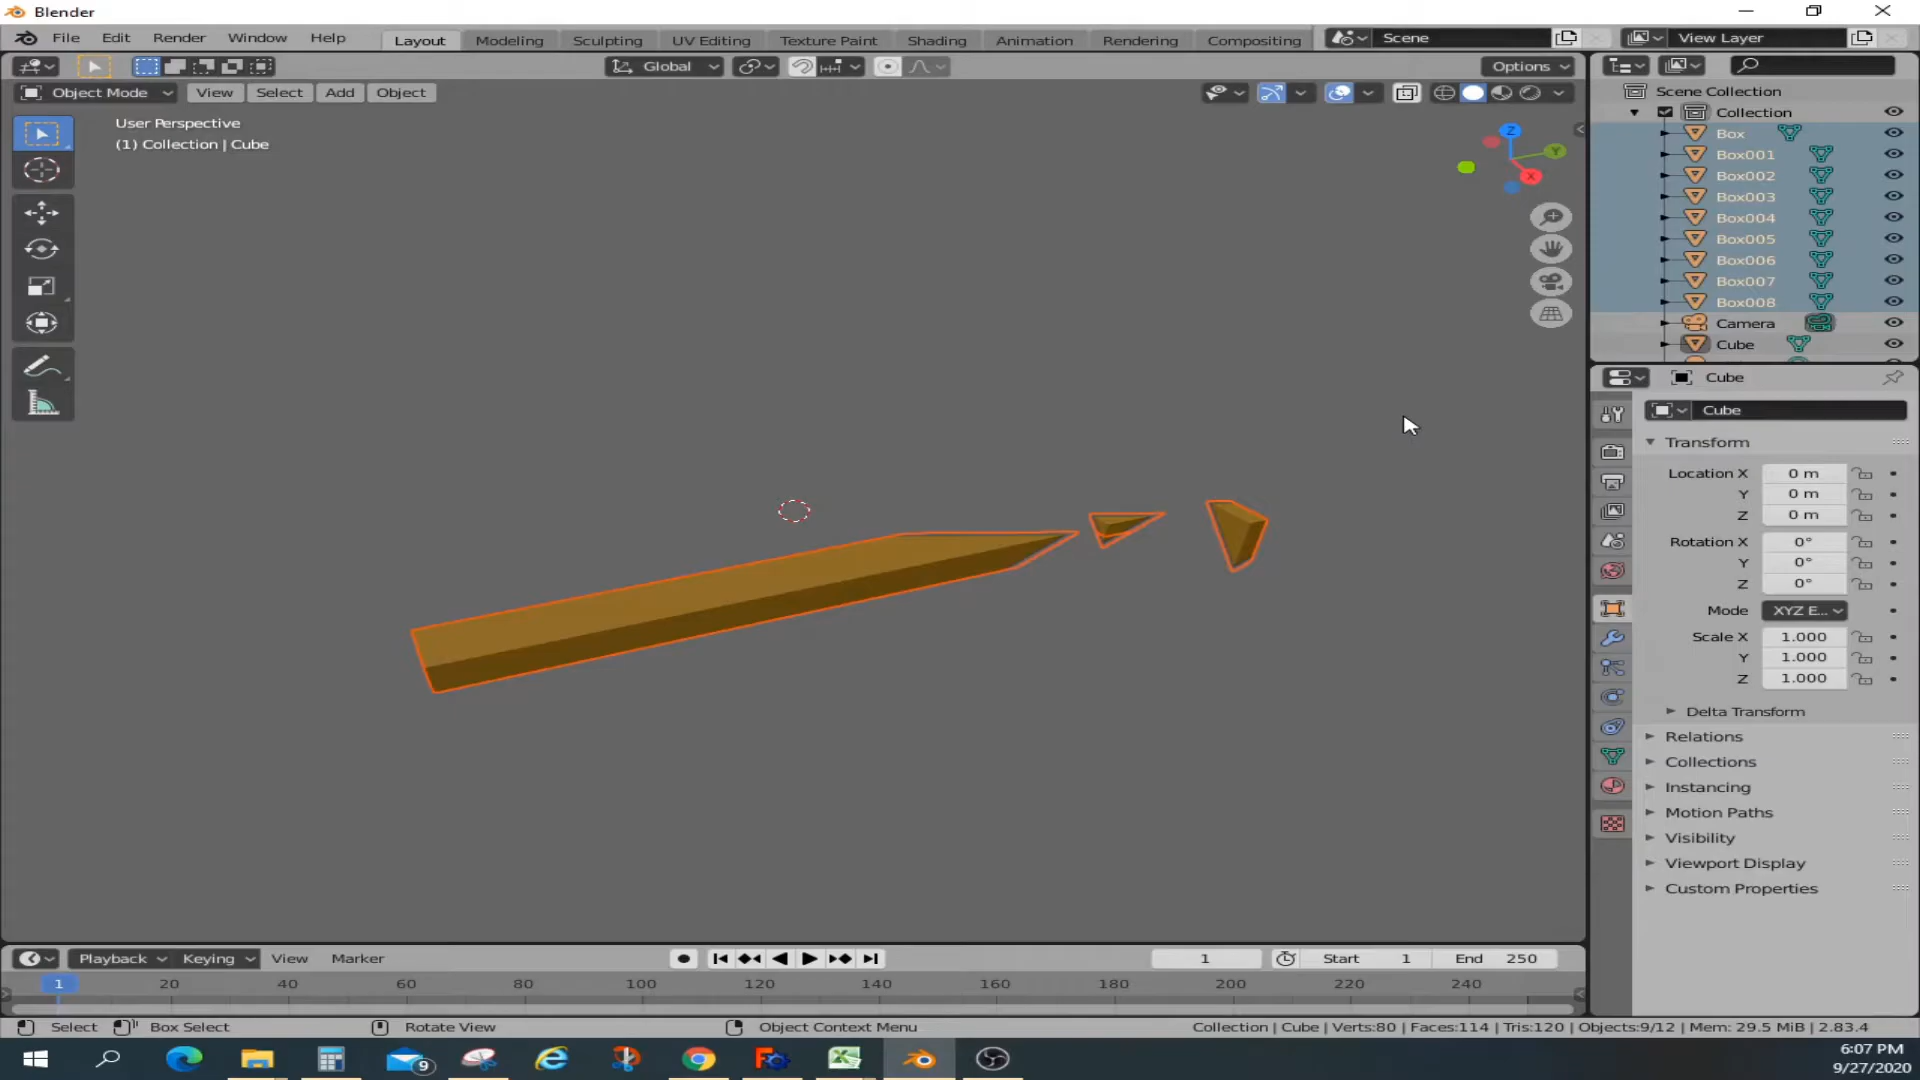 Blender
File Edit Render Window Help Layout Modeling Sculpting UV Editing Texture Paint Shading Animation Rendering Compositing Scene View Layer
Global Options
Object Mode View Select Add Object
User Perspective
(1) Collection | Cube
Z
Y
X
Scene Collection
Collection
Box
Box001
Box002
Box003
Box004
Box005
Box006
Box007
Box008
Camera
Cube
Cube
Cube
Transform
Location X 0 m
Y 0 m
Z 0 m
Rotation X 0°
Y 0°
Z 0°
Mode XYZ E...
Scale X 1.000
Y 1.000
Z 1.000
Delta Transform
Relations
Collections
Instancing
Motion Paths
Visibility
Viewport Display
Custom Properties
Playback Keying View Marker 1 Start 1 End 250
1 20 40 60 80 100 120 140 160 180 200 220 240
Select Box Select Rotate View Object Context Menu Collection | Cube | Verts:80 | Faces:114 | Tris:120 | Objects:9/12 | Mem: 29.5 MiB | 2.83.4
9
6:07 PM
9/27/2020